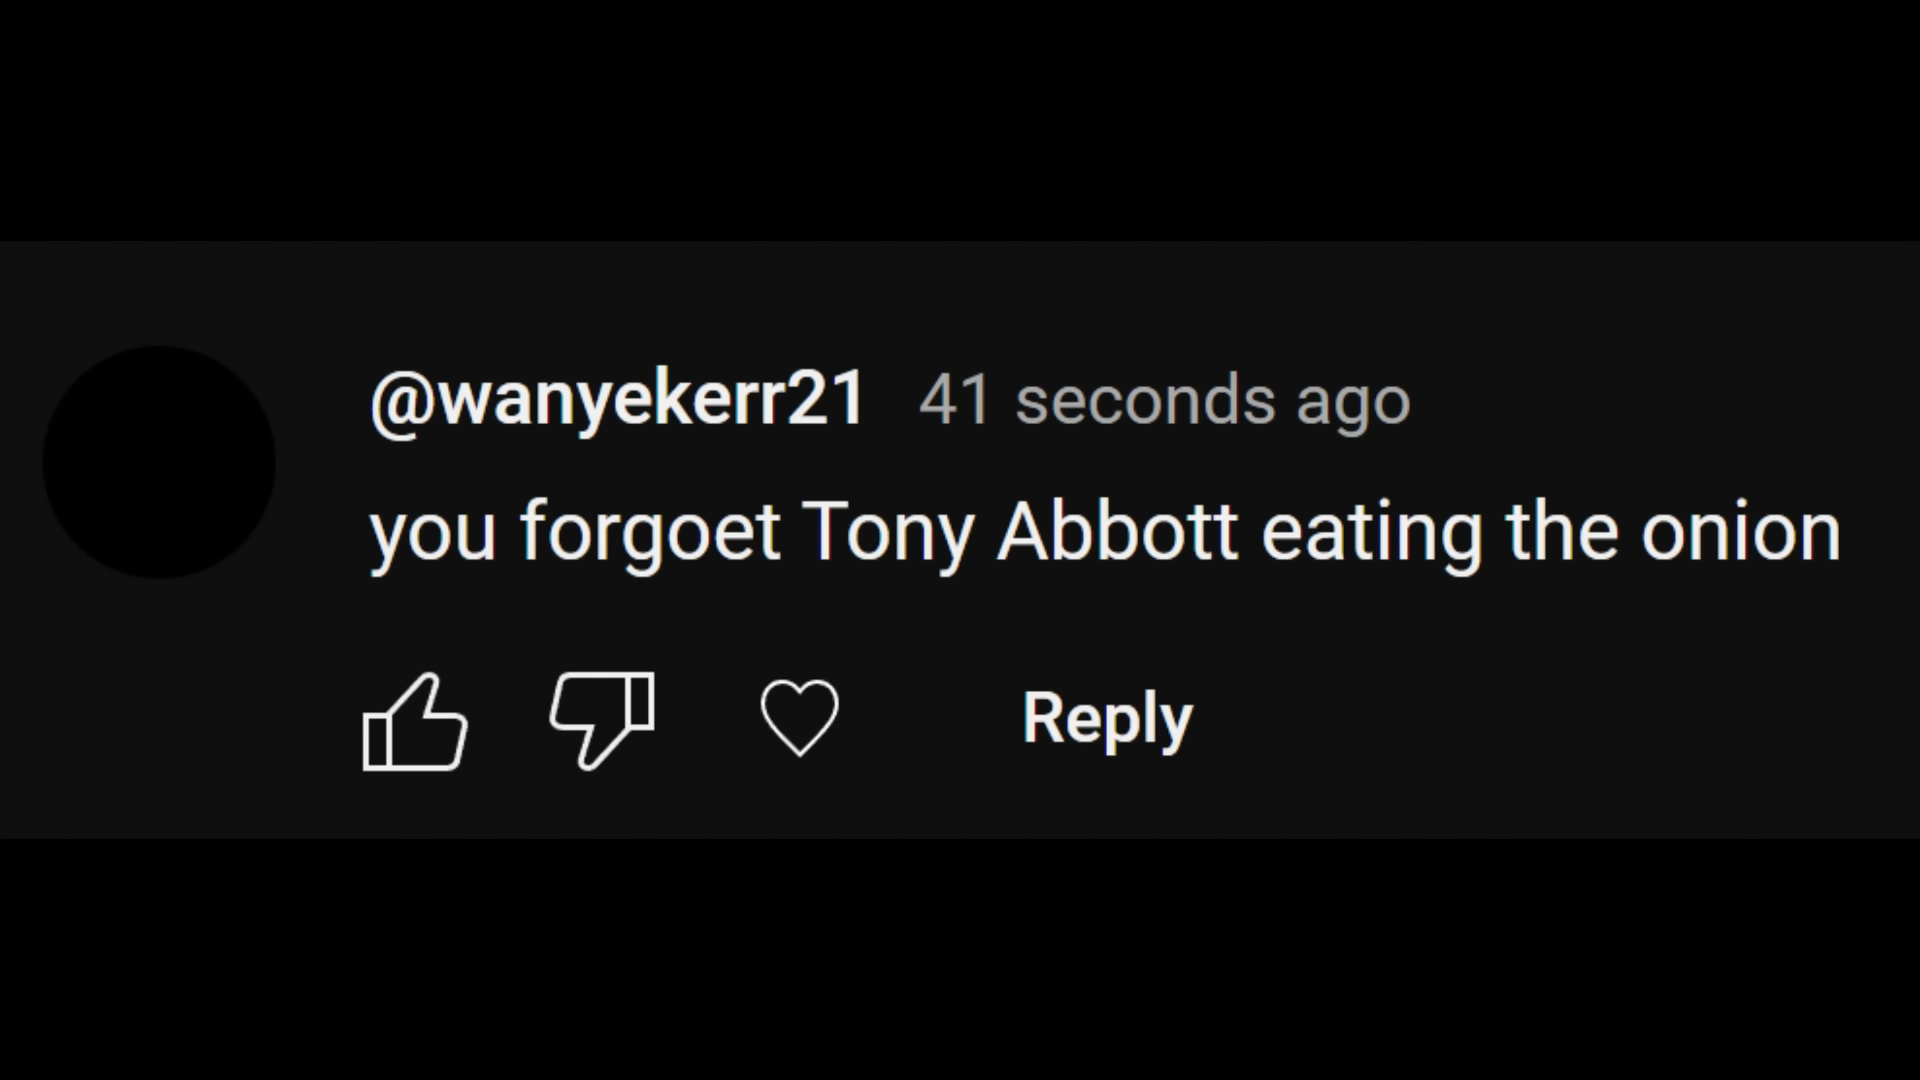 @wanyekerr21 41 seconds ago
you forgoet Tony Abbott eating the onion
Reply